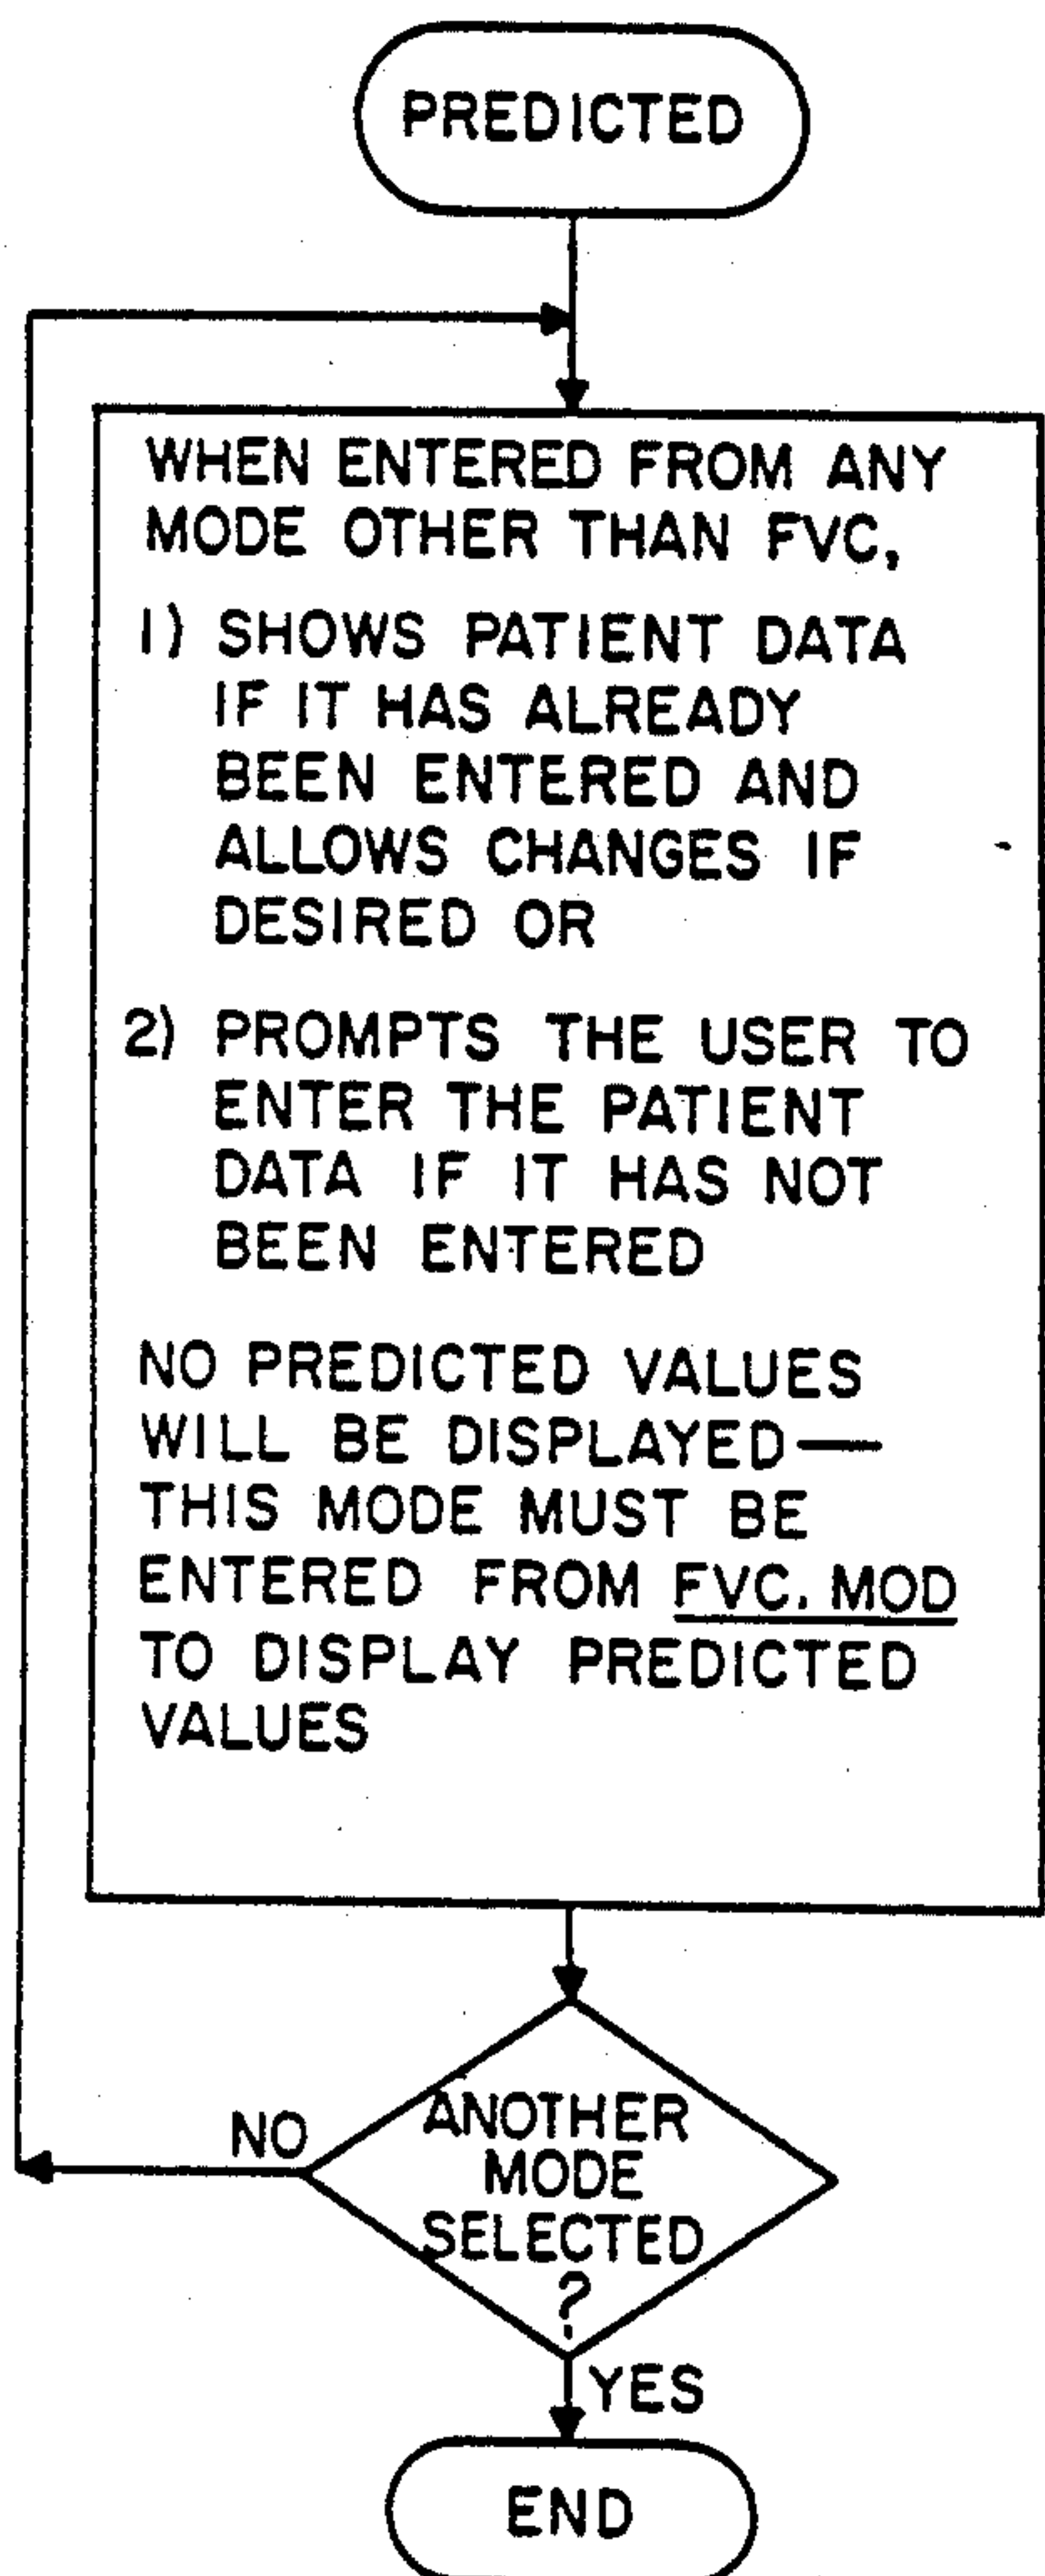 PREDICTED
WHEN ENTERED FROM ANY
MODE OTHER THAN FVC,
1) SHOWS PATIENT DATA
IF IT HAS ALREADY
BEEN ENTERED AND
ALLOWS CHANGES IF
DESIRED OR
2) PROMPTS THE USER TO
ENTER THE PATIENT
DATA IF IT HAS NOT
BEEN ENTERED
NO PREDICTED VALUES
WILL BE DISPLAYED—
THIS MODE MUST BE
ENTERED FROM FVC. MOD
TO DISPLAY PREDICTED
VALUES
NO
ANOTHER
MODE
SELECTED
?
YES
END